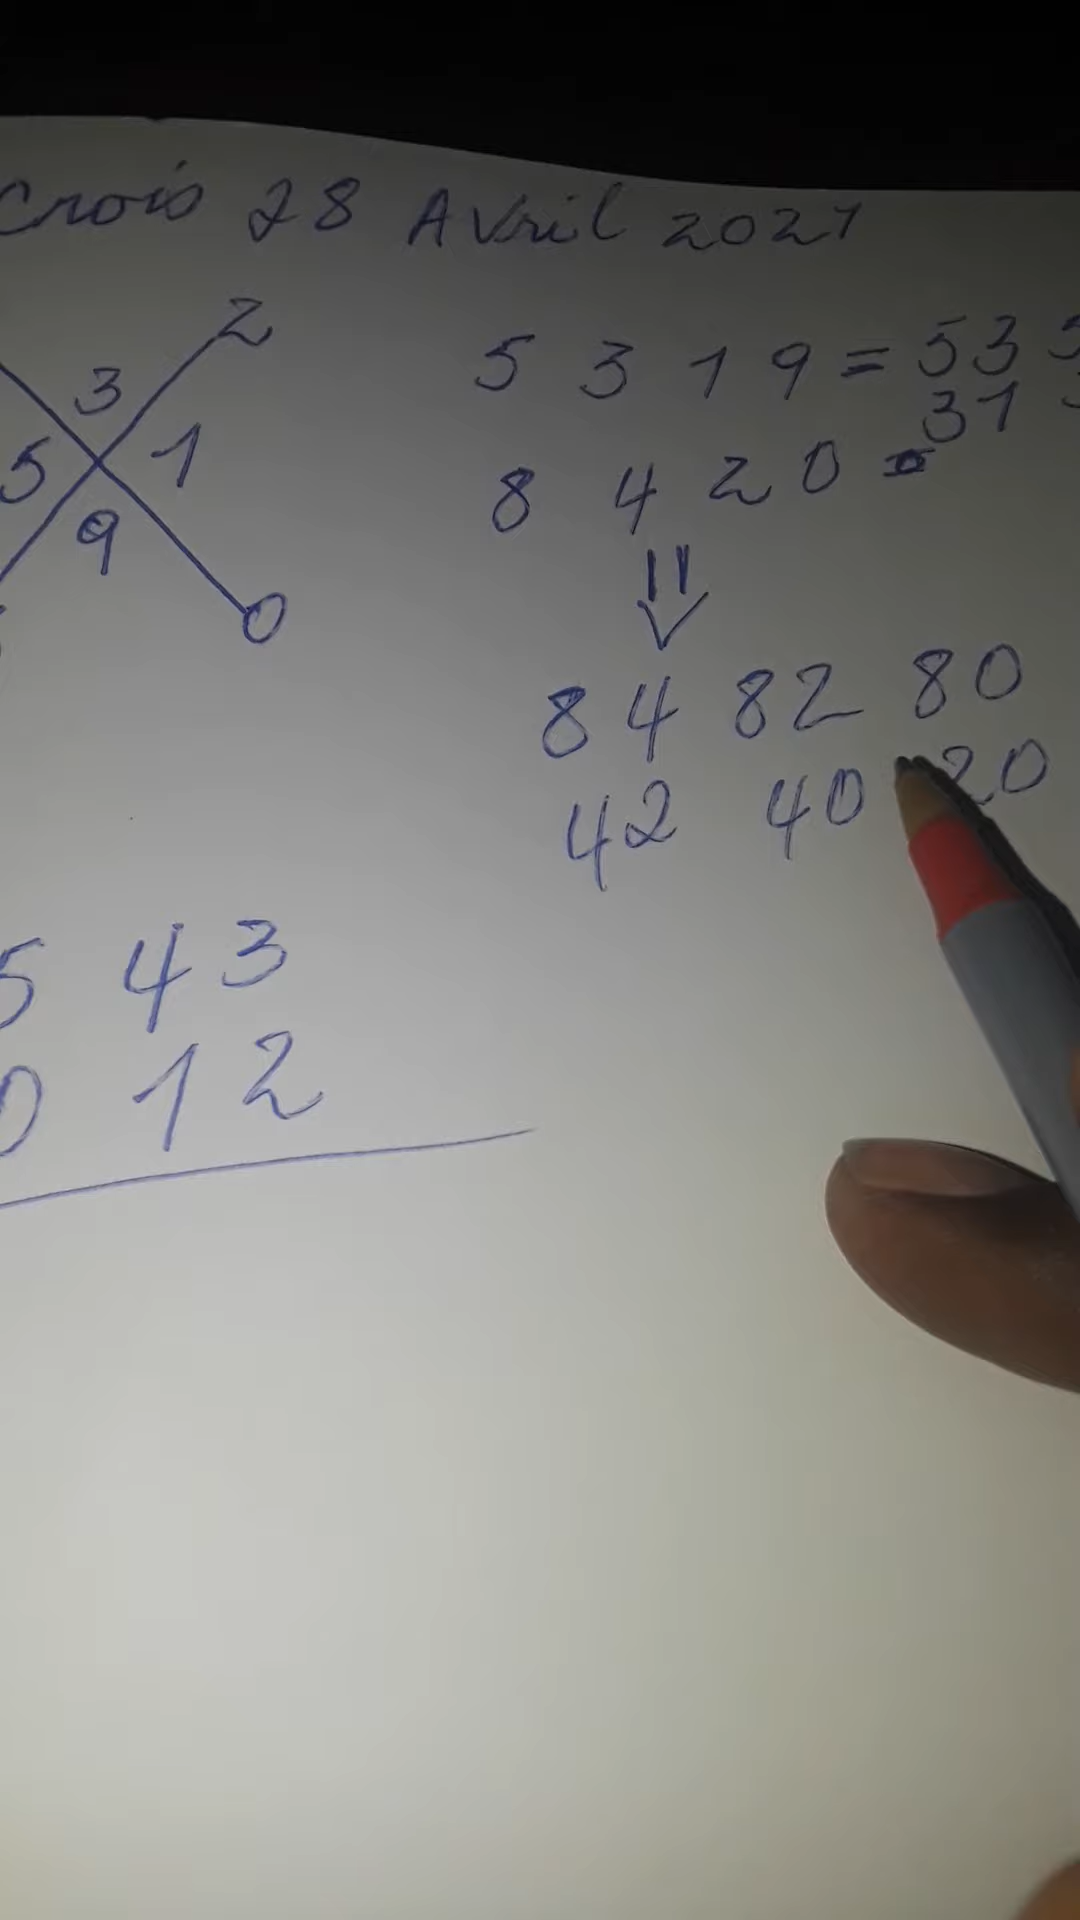 Crois 28 Avril 2021
2
3
5 1
9
0
5 3 1 9 = 53
31
8 4 2 0 =
84 82 80
42 40 20
5 4 3
0 1 2